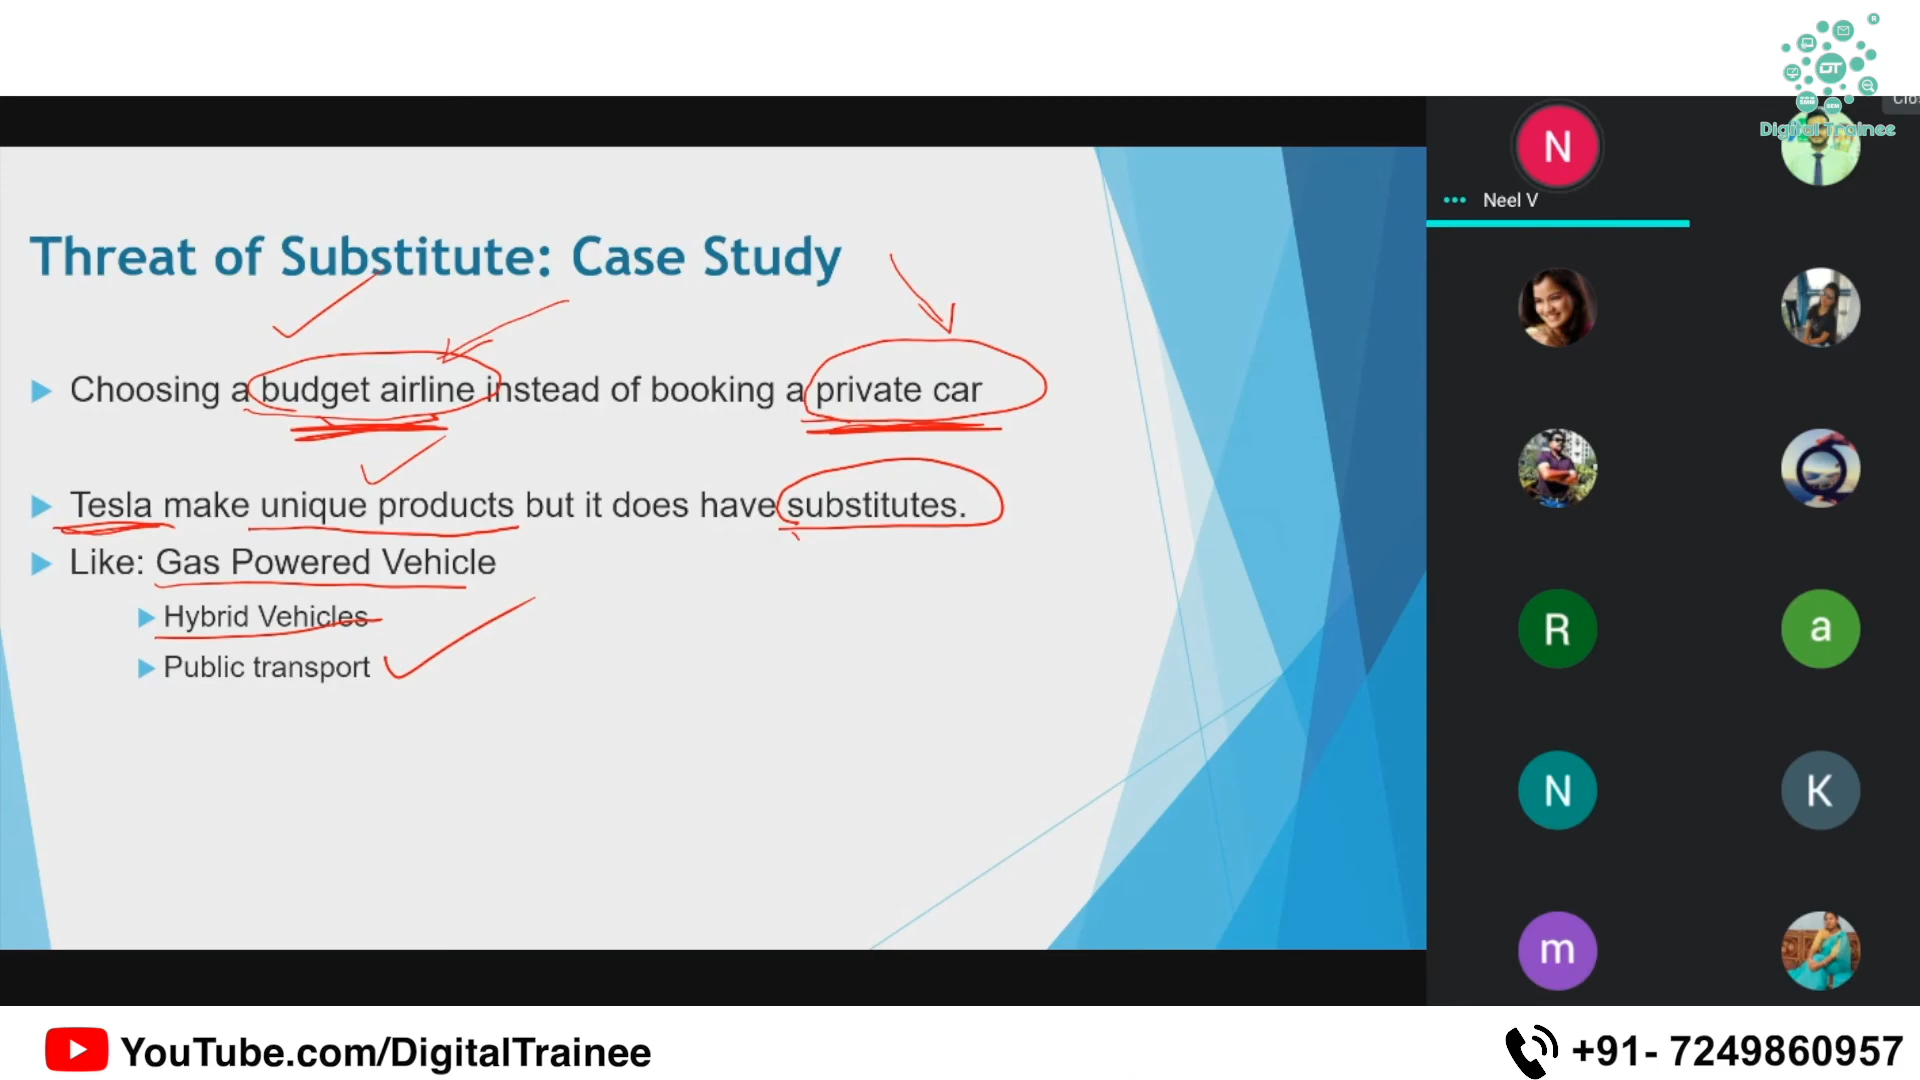 DT
Digital Trainee
Clo
N
Neel V
Threat of Substitute: Case Study
Choosing a budget airline instead of booking a private car
Tesla make unique products but it does have substitutes.
Like: Gas Powered Vehicle
Hybrid Vehicles
Public transport
R
a
N
K
m
YouTube.com/DigitalTrainee
+91- 7249860957